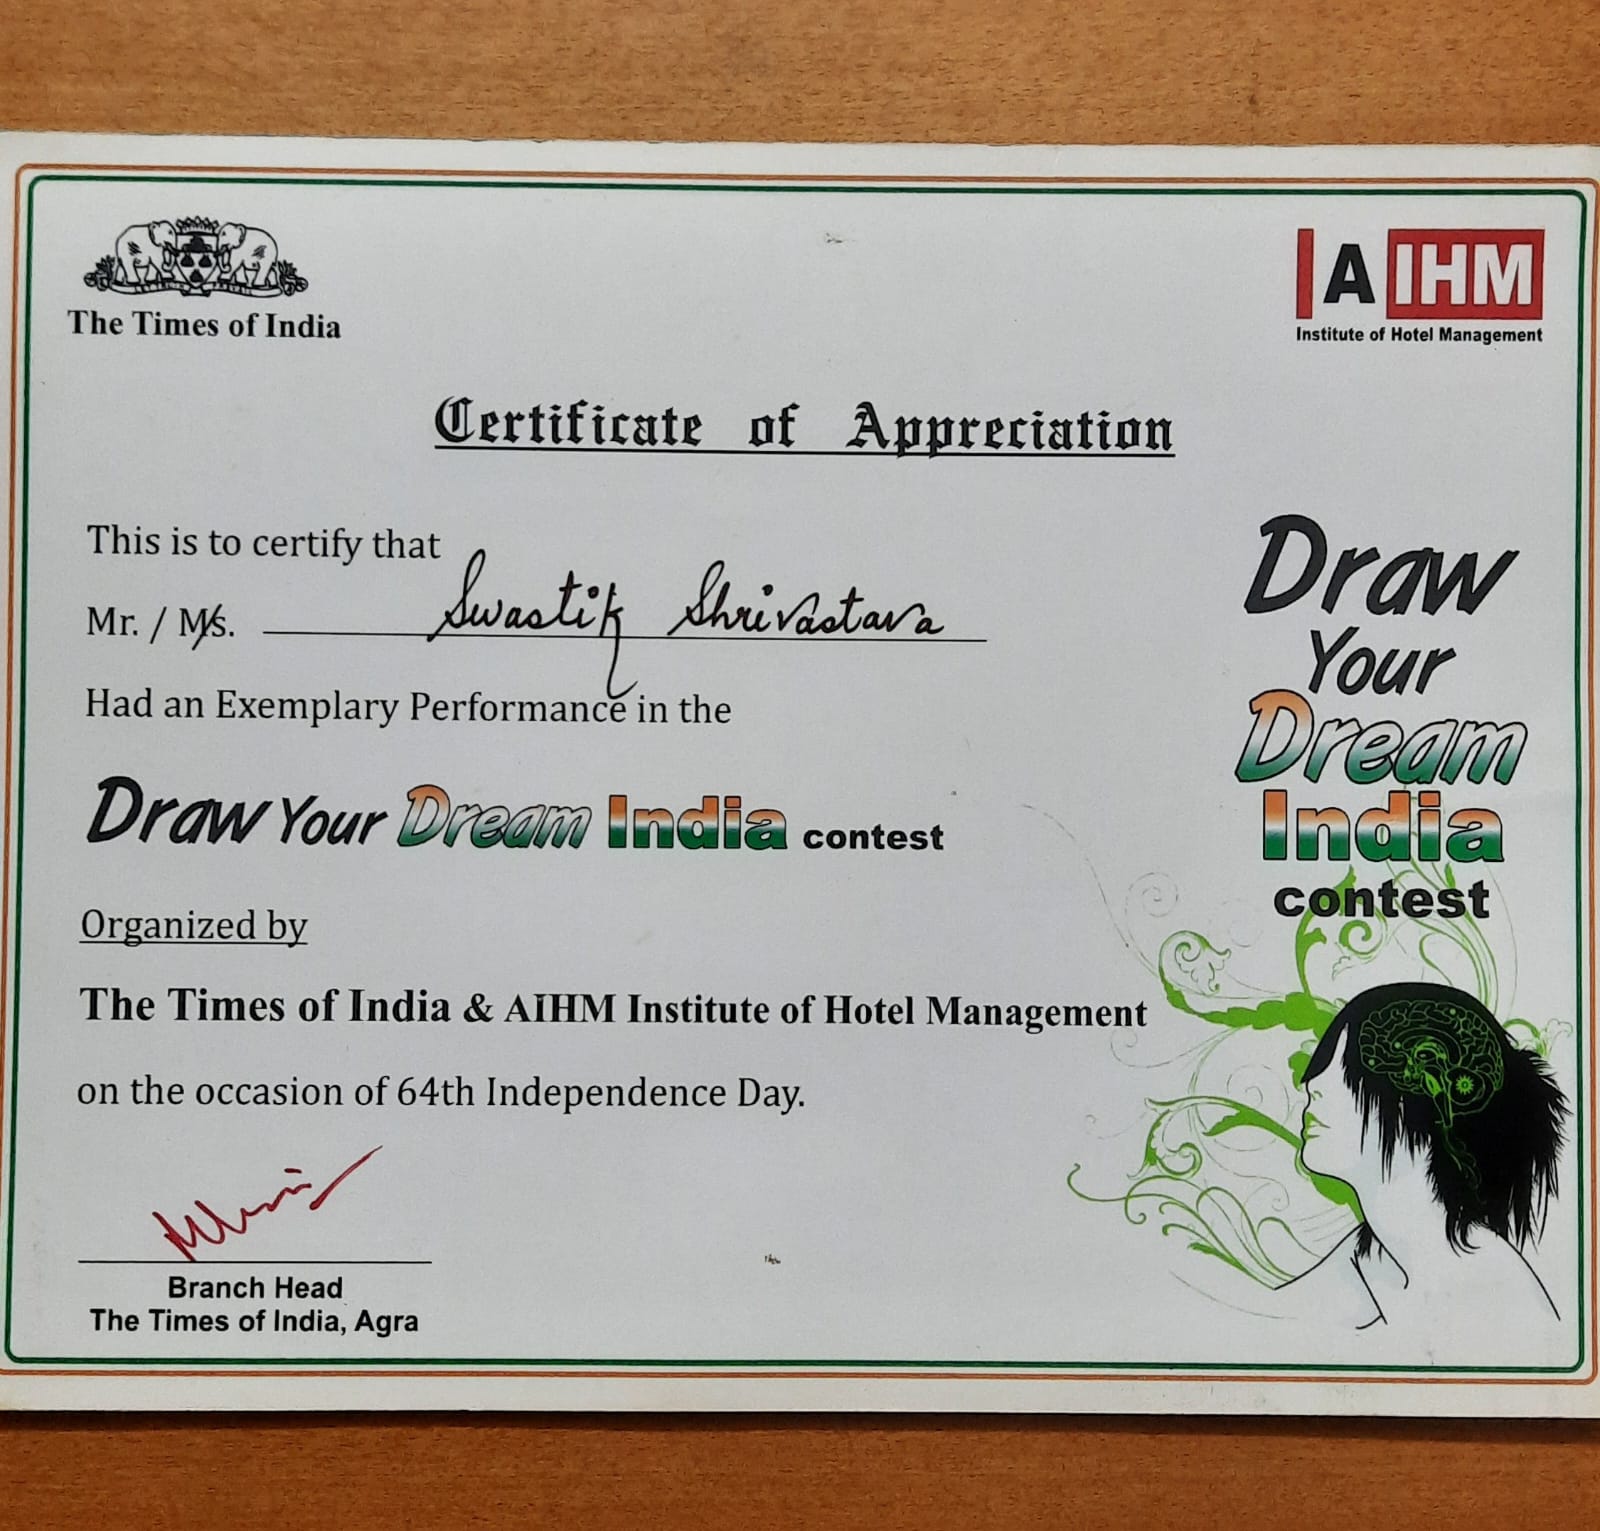 The Times of India
AIHM
Institute of Hotel Management
Certificate of Appreciation
This is to certify that
Mr. / Ms. Swastik Shrivastava
Had an Exemplary Performance in the
Draw Your Dream India contest
Organized by
The Times of India & AIHM Institute of Hotel Management
on the occasion of 64th Independence Day.
Branch Head
The Times of India, Agra
Draw
Your
Dream
India
contest